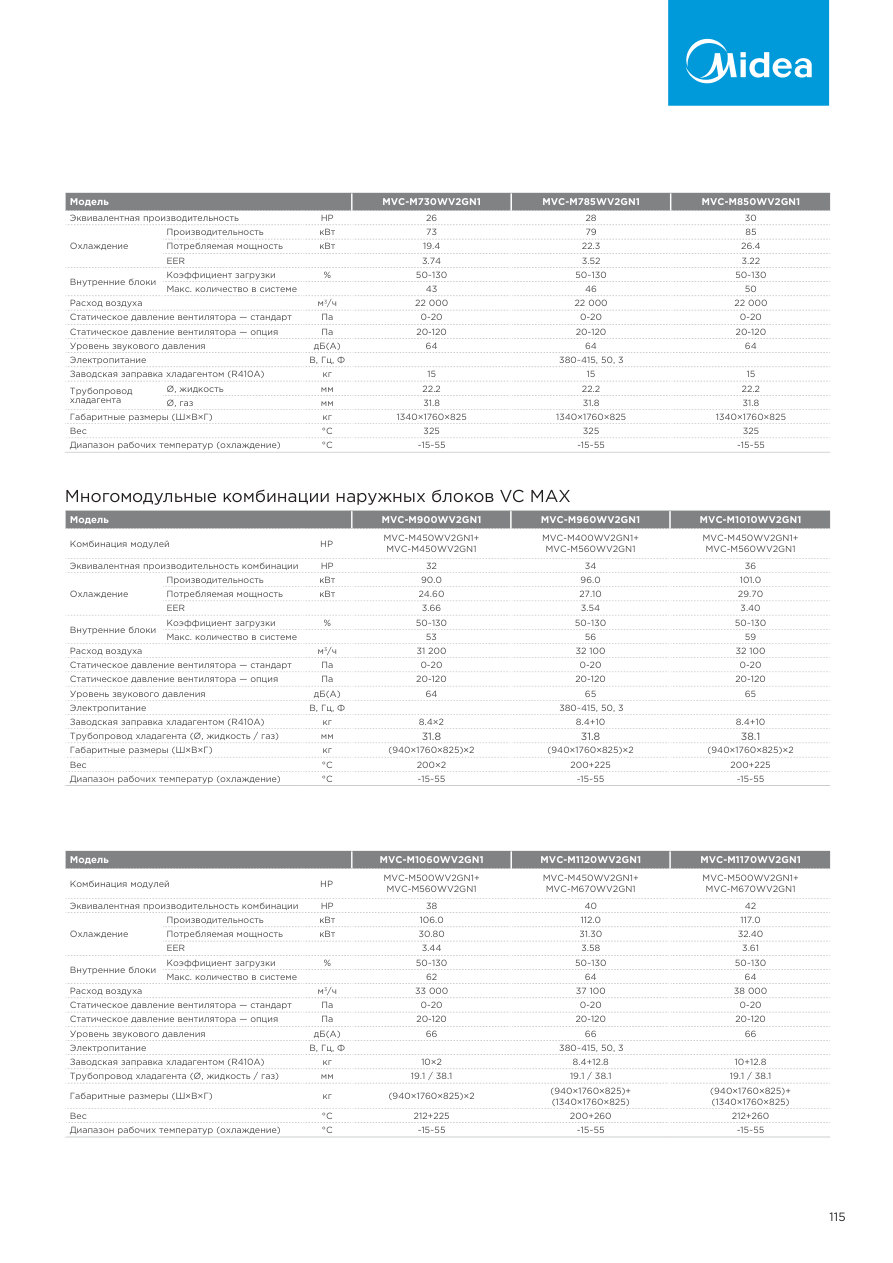 Midea
Модель MVC-M730WV2GN1 MVC-M785WV2GN1 MVC-M850WV2GN1
Эквивалентная производительность HP 26 28 30
Охлаждение Производительность кВт 73 79 85
Потребляемая мощность кВт 19.4 22.3 26.4
EER 3.74 3.52 3.22
Внутренние блоки Коэффициент загрузки % 50-130 50-130 50-130
Макс. количество в системе 43 46 50
Расход воздуха м³/ч 22 000 22 000 22 000
Статическое давление вентилятора — стандарт Па 0-20 0-20 0-20
Статическое давление вентилятора — опция Па 20-120 20-120 20-120
Уровень звукового давления дБ(А) 64 64 64
Электропитание В, Гц, Ф 380-415, 50, 3
Заводская заправка хладагентом (R410A) кг 15 15 15
Трубопровод хладагента Ø, жидкость мм 22.2 22.2 22.2
Ø, газ мм 31.8 31.8 31.8
Габаритные размеры (Ш×В×Г) кг 1340×1760×825 1340×1760×825 1340×1760×825
Вес °C 325 325 325
Диапазон рабочих температур (охлаждение) °C -15-55 -15-55 -15-55
Многомодульные комбинации наружных блоков VC MAX
Модель MVC-M900WV2GN1 MVC-M960WV2GN1 MVC-M1010WV2GN1
Комбинация модулей HP MVC-M450WV2GN1+ MVC-M400WV2GN1+ MVC-M450WV2GN1+
MVC-M450WV2GN1 MVC-M560WV2GN1 MVC-M560WV2GN1
Эквивалентная производительность комбинации HP 32 34 36
Охлаждение Производительность кВт 90.0 96.0 101.0
Потребляемая мощность кВт 24.60 27.10 29.70
EER 3.66 3.54 3.40
Внутренние блоки Коэффициент загрузки % 50-130 50-130 50-130
Макс. количество в системе 53 56 59
Расход воздуха м³/ч 31 200 32 100 32 100
Статическое давление вентилятора — стандарт Па 0-20 0-20 0-20
Статическое давление вентилятора — опция Па 20-120 20-120 20-120
Уровень звукового давления дБ(А) 64 65 65
Электропитание В, Гц, Ф 380-415, 50, 3
Заводская заправка хладагентом (R410A) кг 8.4×2 8.4+10 8.4+10
Трубопровод хладагента (Ø, жидкость / газ) мм 31.8 31.8 38.1
Габаритные размеры (Ш×В×Г) кг (940×1760×825)×2 (940×1760×825)×2 (940×1760×825)×2
Вес °C 200×2 200+225 200+225
Диапазон рабочих температур (охлаждение) °C -15-55 -15-55 -15-55
Модель MVC-M1060WV2GN1 MVC-M1120WV2GN1 MVC-M1170WV2GN1
Комбинация модулей HP MVC-M500WV2GN1+ MVC-M450WV2GN1+ MVC-M500WV2GN1+
MVC-M560WV2GN1 MVC-M670WV2GN1 MVC-M670WV2GN1
Эквивалентная производительность комбинации HP 38 40 42
Охлаждение Производительность кВт 106.0 112.0 117.0
Потребляемая мощность кВт 30.80 31.30 32.40
EER 3.44 3.58 3.61
Внутренние блоки Коэффициент загрузки % 50-130 50-130 50-130
Макс. количество в системе 62 64 64
Расход воздуха м³/ч 33 000 37 100 38 000
Статическое давление вентилятора — стандарт Па 0-20 0-20 0-20
Статическое давление вентилятора — опция Па 20-120 20-120 20-120
Уровень звукового давления дБ(А) 66 66 66
Электропитание В, Гц, Ф 380-415, 50, 3
Заводская заправка хладагентом (R410A) кг 10×2 8.4+12.8 10+12.8
Трубопровод хладагента (Ø, жидкость / газ) мм 19.1 / 38.1 19.1 / 38.1 19.1 / 38.1
Габаритные размеры (Ш×В×Г) кг (940×1760×825)×2 (940×1760×825)+ (940×1760×825)+
(1340×1760×825) (1340×1760×825)
Вес °C 212+225 200+260 212+260
Диапазон рабочих температур (охлаждение) °C -15-55 -15-55 -15-55
115